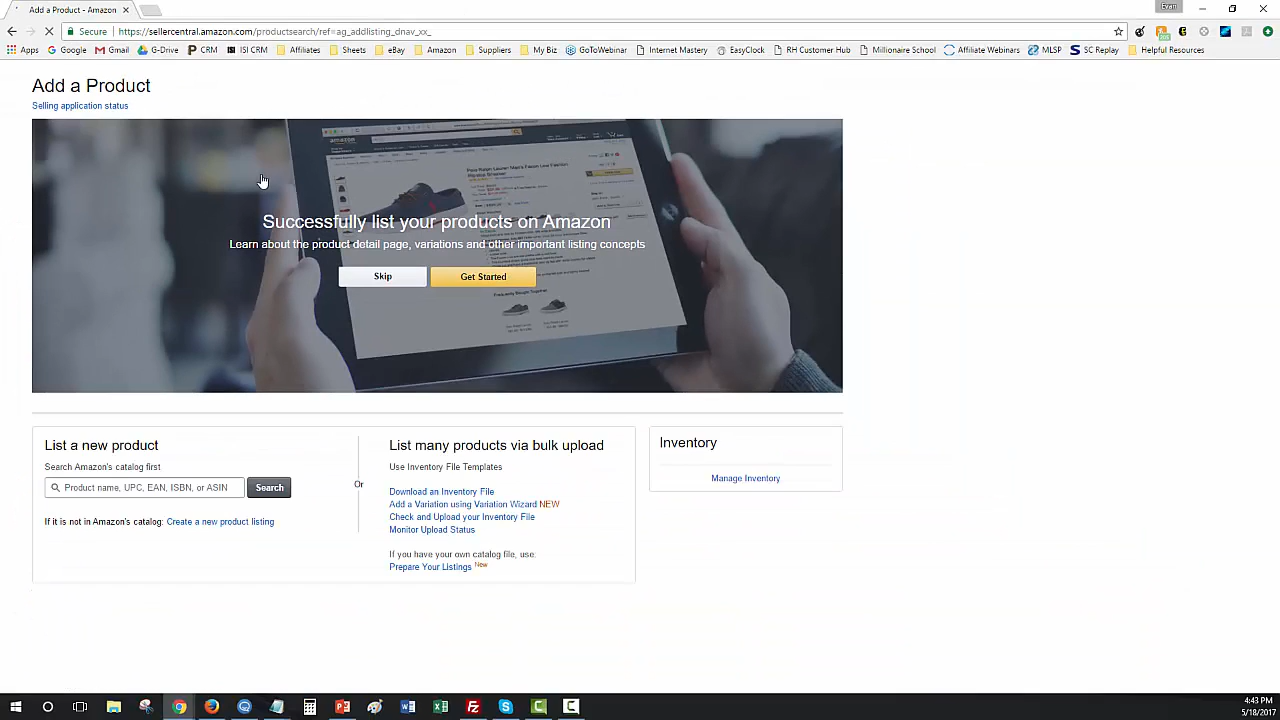 Add a Product - Amazon
Evan
Secure
https://sellercentral.amazon.com/productsearch/ref=ag_addlisting_dnav_xx_
Apps Google Gmail G-Drive CRM ISI CRM Affiliates Sheets eBay Amazon Suppliers My Biz GoToWebinar Internet Mastery EasyClock RH Customer Hub Millionaire School Affiliate Webinars MLSP SC Replay Helpful Resources
Add a Product
Selling application status
Successfully list your products on Amazon
Learn about the product detail page, variations and other important listing concepts
Skip
Get Started
List a new product
Search Amazon's catalog first
Product name, UPC, EAN, ISBN, or ASIN
Search
If it is not in Amazon's catalog: Create a new product listing
Or
List many products via bulk upload
Use Inventory File Templates
Download an Inventory File
Add a Variation using Variation Wizard NEW
Check and Upload your Inventory File
Monitor Upload Status
If you have your own catalog file, use:
Prepare Your Listings New
Inventory
Manage Inventory
4:43 PM
5/18/2017